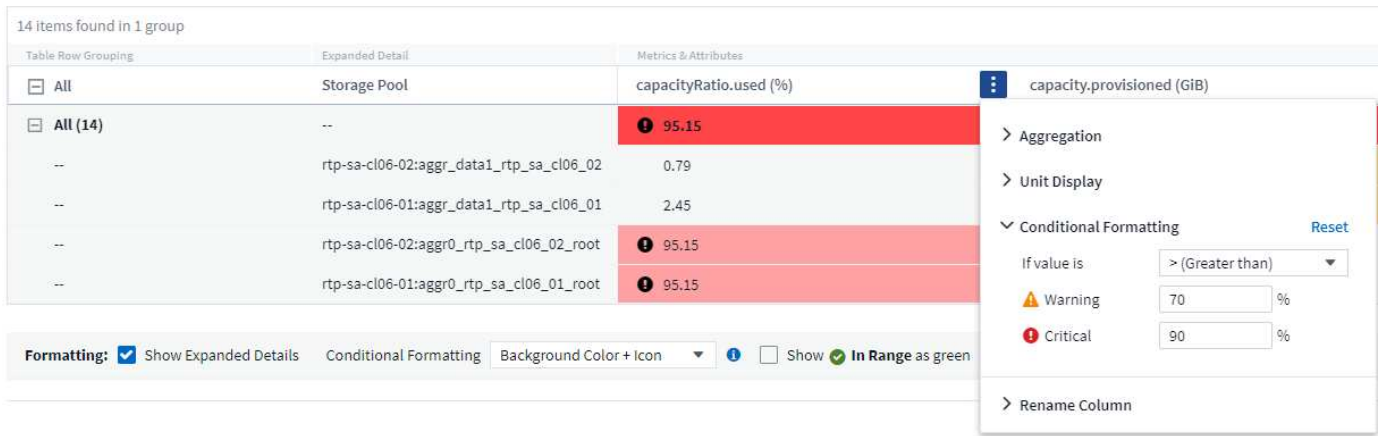 14 items found in 1 group
Table Row Grouping Expanded Detail Metrics & Attributes
All Storage Pool capacityRatio.used (%) capacity.provisioned (GiB)
All (14) -- 95.15
-- rtp-sa-cl06-02:aggr_data1_rtp_sa_cl06_02 0.79
-- rtp-sa-cl06-01:aggr_data1_rtp_sa_cl06_01 2.45
-- rtp-sa-cl06-02:aggr0_rtp_sa_cl06_02_root 95.15
-- rtp-sa-cl06-01:aggr0_rtp_sa_cl06_01_root 95.15
Aggregation
Unit Display
Conditional Formatting Reset
If value is > (Greater than)
Warning 70 %
Critical 90 %
Rename Column
Formatting: Show Expanded Details Conditional Formatting Background Color + Icon Show In Range as green